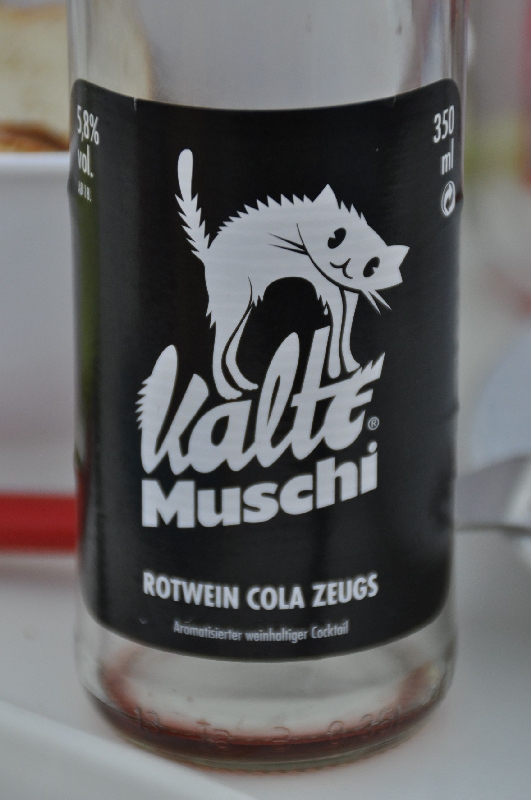 5,8%
vol.
350
ml
Kalte®
Muschi
ROTWEIN COLA ZEUGS
Aromatisierter weinhaltiger Cocktail